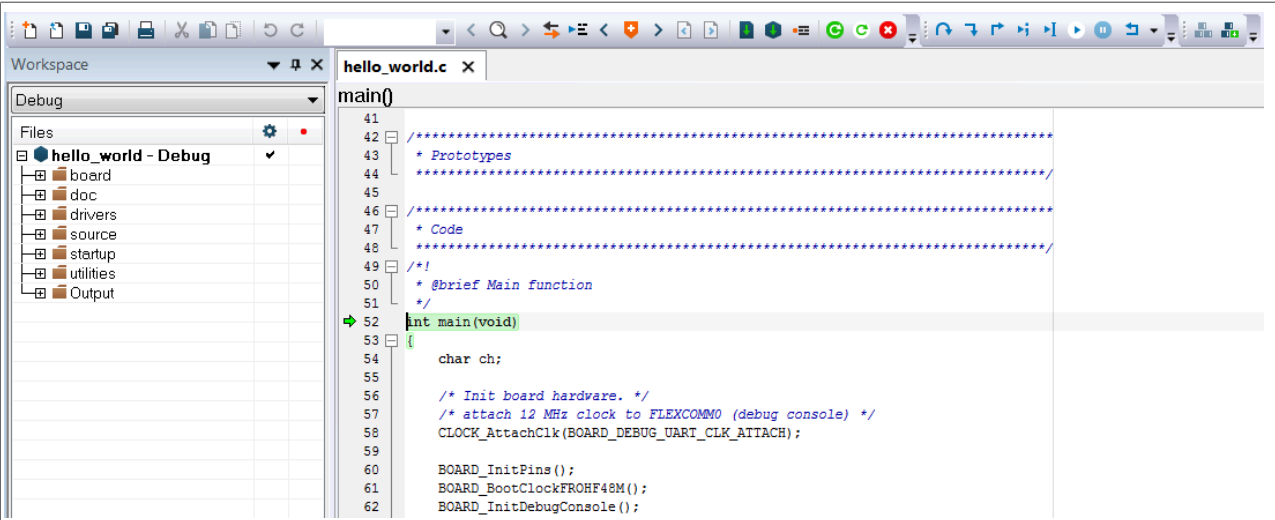 Workspace
Debug
Files
hello_world - Debug
board
doc
drivers
source
startup
utilities
Output
hello_world.c
main()
41
42 /******************************************************************************
43 * Prototypes
44 ******************************************************************************/
45
46 /******************************************************************************
47 * Code
48 ******************************************************************************/
49 /*!
50 * @brief Main function
51 */
52 int main(void)
53 {
54 char ch;
55
56 /* Init board hardware. */
57 /* attach 12 MHz clock to FLEXCOMM0 (debug console) */
58 CLOCK_AttachClk(BOARD_DEBUG_UART_CLK_ATTACH);
59
60 BOARD_InitPins();
61 BOARD_BootClockFROHF48M();
62 BOARD_InitDebugConsole();